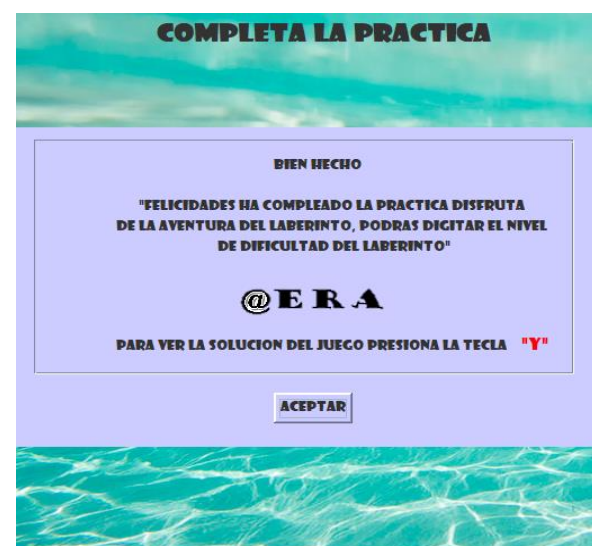 COMPLETA LA PRACTICA
BIEN HECHO
"FELICIDADES HA COMPLEADO LA PRACTICA DISFRUTA
DE LA AVENTURA DEL LABERINTO, PODRAS DIGITAR EL NIVEL
DE DIFICULTAD DEL LABERINTO"
@ERA
PARA VER LA SOLUCION DEL JUEGO PRESIONA LA TECLA "Y"
ACEPTAR